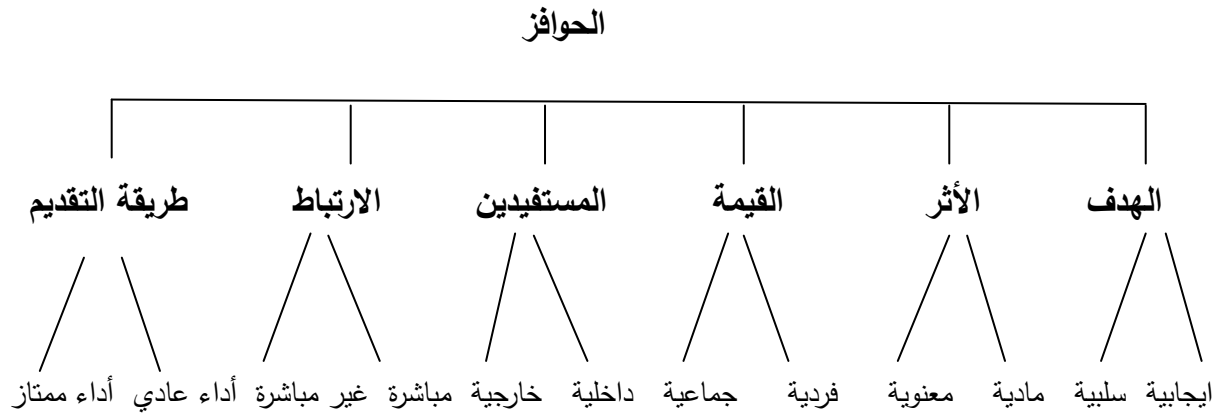 الحوافز
الهدف الأثر القيمة المستفيدين الارتباط طريقة التقديم
ايجابية سلبية مادية معنوية فردية جماعية داخلية خارجية مباشرة غير مباشرة أداء عادي أداء ممتاز